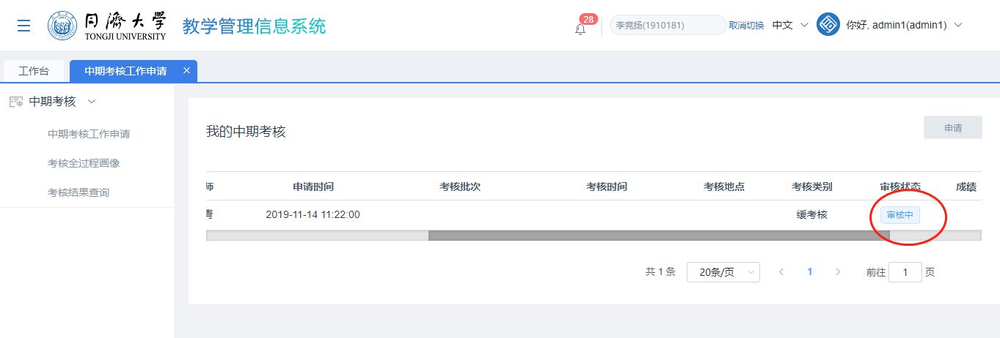 同濟大學
TONGJI UNIVERSITY
教学管理信息系统
28
李竞扬(1910181)
取消切换
中文
你好, admin1(admin1)
工作台
中期考核工作申请
中期考核
中期考核工作申请
考核全过程画像
考核结果查询
我的中期考核
申请
师 申请时间 考核批次 考核时间 考核地点 考核类别 审核状态 成绩
青 2019-11-14 11:22:00 缓考核 审核中
共 1 条 20条/页 1 前往 1 页